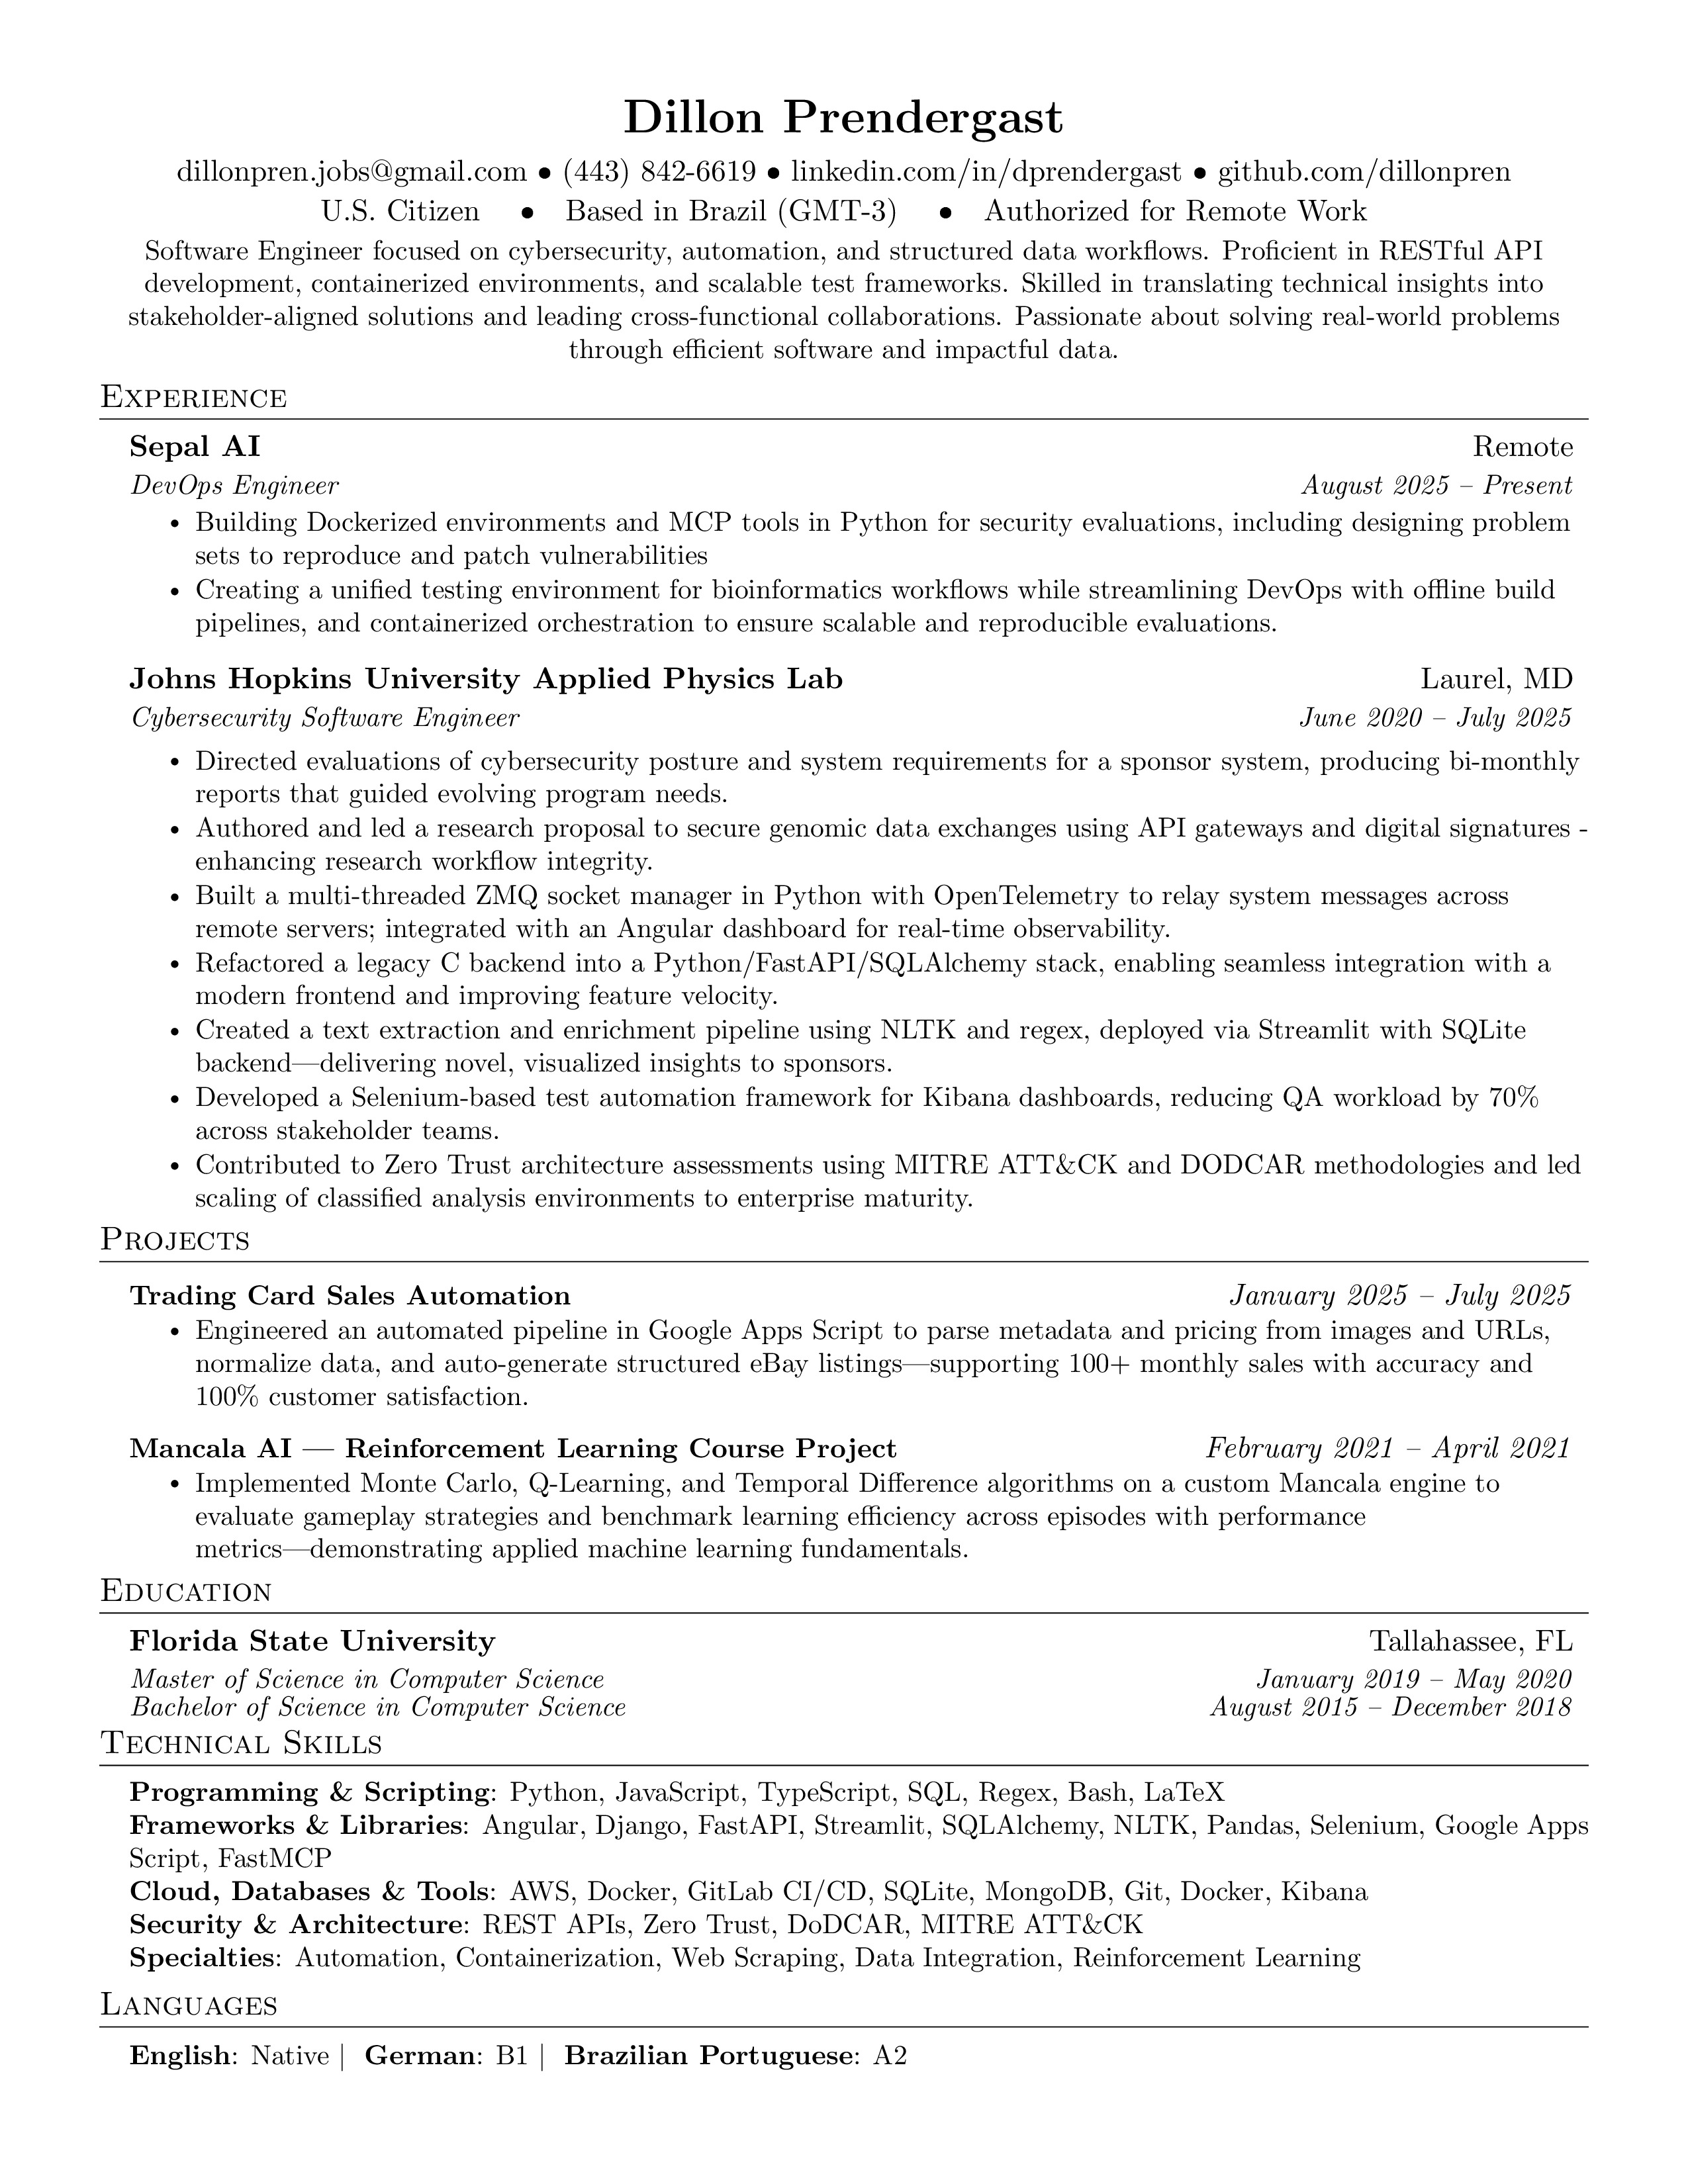 Dillon Prendergast
dillonpren.jobs@gmail.com • (443) 842-6619 • linkedin.com/in/dprendergast • github.com/dillonpren
U.S. Citizen • Based in Brazil (GMT-3) • Authorized for Remote Work
Software Engineer focused on cybersecurity, automation, and structured data workflows. Proficient in RESTful API
development, containerized environments, and scalable test frameworks. Skilled in translating technical insights into
stakeholder-aligned solutions and leading cross-functional collaborations. Passionate about solving real-world problems
through efficient software and impactful data.
Experience
Sepal AI Remote
DevOps Engineer August 2025 – Present
• Building Dockerized environments and MCP tools in Python for security evaluations, including designing problem
sets to reproduce and patch vulnerabilities
• Creating a unified testing environment for bioinformatics workflows while streamlining DevOps with offline build
pipelines, and containerized orchestration to ensure scalable and reproducible evaluations.
Johns Hopkins University Applied Physics Lab Laurel, MD
Cybersecurity Software Engineer June 2020 – July 2025
• Directed evaluations of cybersecurity posture and system requirements for a sponsor system, producing bi-monthly
reports that guided evolving program needs.
• Authored and led a research proposal to secure genomic data exchanges using API gateways and digital signatures -
enhancing research workflow integrity.
• Built a multi-threaded ZMQ socket manager in Python with OpenTelemetry to relay system messages across
remote servers; integrated with an Angular dashboard for real-time observability.
• Refactored a legacy C backend into a Python/FastAPI/SQLAlchemy stack, enabling seamless integration with a
modern frontend and improving feature velocity.
• Created a text extraction and enrichment pipeline using NLTK and regex, deployed via Streamlit with SQLite
backend—delivering novel, visualized insights to sponsors.
• Developed a Selenium-based test automation framework for Kibana dashboards, reducing QA workload by 70%
across stakeholder teams.
• Contributed to Zero Trust architecture assessments using MITRE ATT&CK and DODCAR methodologies and led
scaling of classified analysis environments to enterprise maturity.
Projects
Trading Card Sales Automation January 2025 – July 2025
• Engineered an automated pipeline in Google Apps Script to parse metadata and pricing from images and URLs,
normalize data, and auto-generate structured eBay listings—supporting 100+ monthly sales with accuracy and
100% customer satisfaction.
Mancala AI — Reinforcement Learning Course Project February 2021 – April 2021
• Implemented Monte Carlo, Q-Learning, and Temporal Difference algorithms on a custom Mancala engine to
evaluate gameplay strategies and benchmark learning efficiency across episodes with performance
metrics—demonstrating applied machine learning fundamentals.
Education
Florida State University Tallahassee, FL
Master of Science in Computer Science January 2019 – May 2020
Bachelor of Science in Computer Science August 2015 – December 2018
Technical Skills
Programming & Scripting: Python, JavaScript, TypeScript, SQL, Regex, Bash, LaTeX
Frameworks & Libraries: Angular, Django, FastAPI, Streamlit, SQLAlchemy, NLTK, Pandas, Selenium, Google Apps
Script, FastMCP
Cloud, Databases & Tools: AWS, Docker, GitLab CI/CD, SQLite, MongoDB, Git, Docker, Kibana
Security & Architecture: REST APIs, Zero Trust, DoDCAR, MITRE ATT&CK
Specialties: Automation, Containerization, Web Scraping, Data Integration, Reinforcement Learning
Languages
English: Native | German: B1 | Brazilian Portuguese: A2